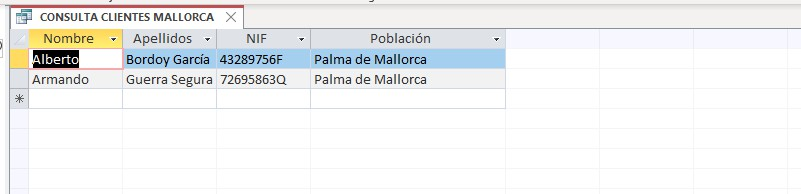 CONSULTA CLIENTES MALLORCA
Nombre Apellidos NIF Población
Alberto Bordoy García 43289756F Palma de Mallorca
Armando Guerra Segura 72695863Q Palma de Mallorca